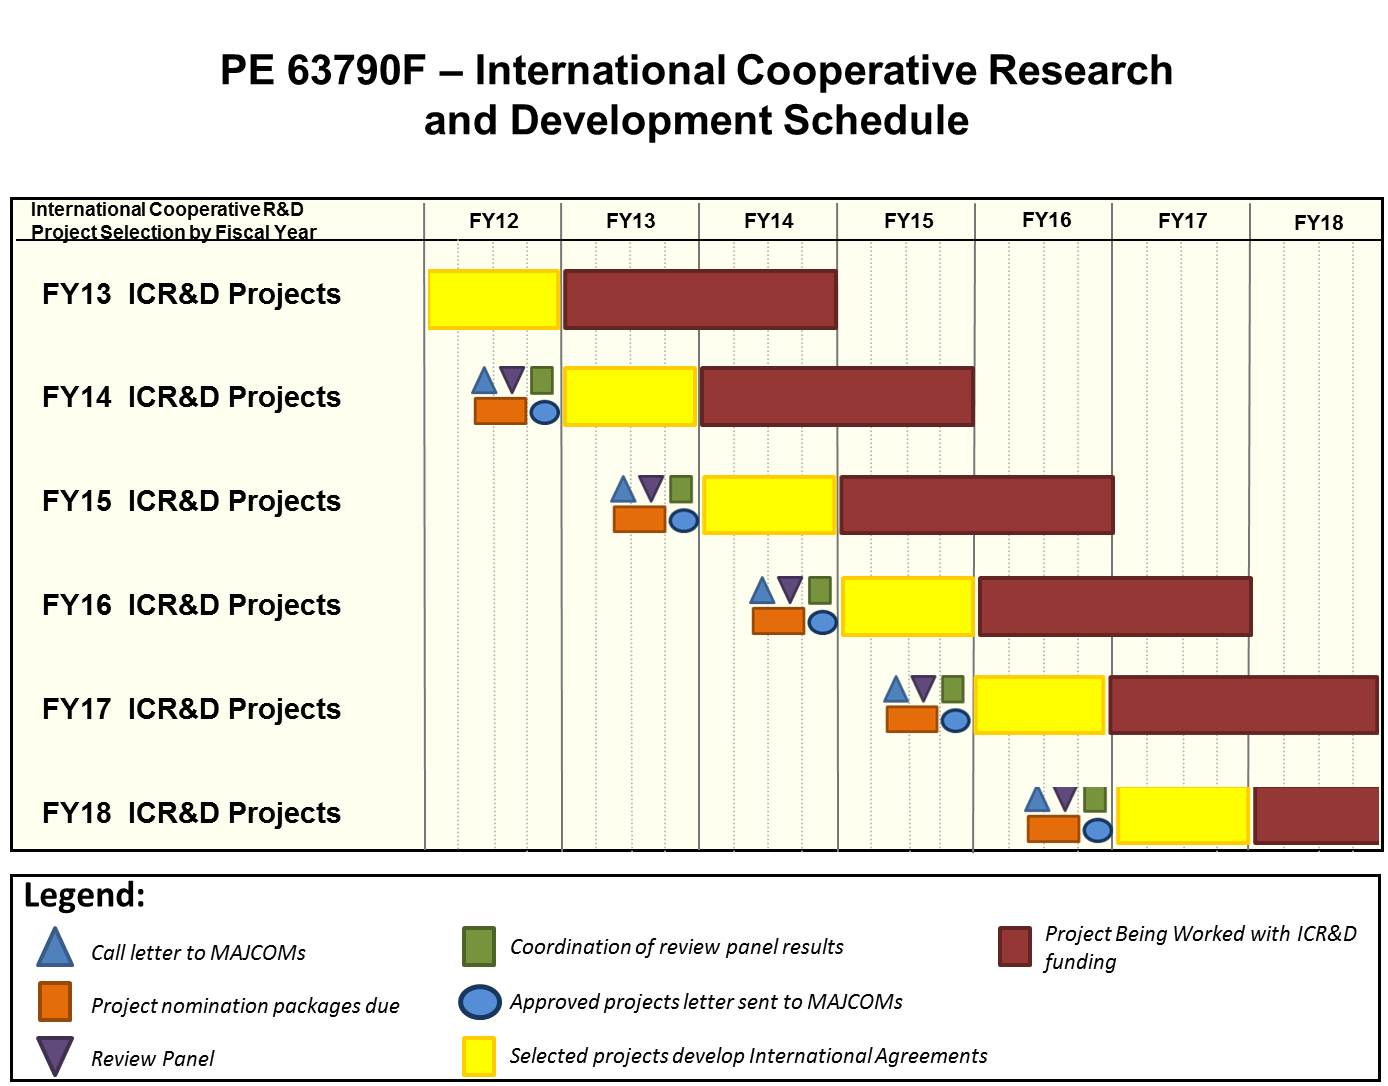 PE 63790F – International Cooperative Research
and Development Schedule
International Cooperative R&D
Project Selection by Fiscal Year
FY12
FY13
FY14
FY15
FY16
FY17
FY18
FY13 ICR&D Projects
FY14 ICR&D Projects
FY15 ICR&D Projects
FY16 ICR&D Projects
FY17 ICR&D Projects
FY18 ICR&D Projects
Legend:
Call letter to MAJCOMs
Project nomination packages due
Review Panel
Coordination of review panel results
Approved projects letter sent to MAJCOMs
Selected projects develop International Agreements
Project Being Worked with ICR&D
funding